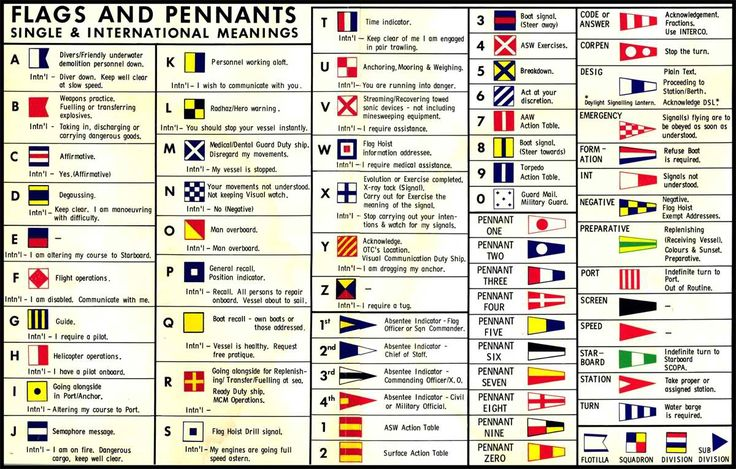 FLAGS AND PENNANTS
SINGLE & INTERNATIONAL MEANINGS
A
Divers/Friendly underwater
demolition personnel down.
Intn'l - Diver down. Keep well clear
at slow speed.
B
Weapons practice.
Fuelling or transferring
explosives.
Intn'l - Taking in, discharging or
carrying dangerous goods.
C
Affirmative.
Intn'l - Yes.(Affirmative)
D
Degaussing.
Intn'l - Keep clear. I am manoeuvring
with difficulty.
E
—
Intn'l - I am altering my course to Starboard.
F
Flight operations.
Intn'l - I am disabled. Communicate with me.
G
Guide.
Intn'l - I require a pilot.
H
Helicopter operations.
Intn'l - I have a pilot onboard.
I
Going alongside
in Port/Anchor.
Intn'l - Altering my course to Port.
J
Semaphore message.
Intn'l - I am on fire. Dangerous
cargo, keep well clear.
K
Personnel working aloft.
Intn'l - I wish to communicate with you.
L
Radhaz/Hero warning.
Intn'l - You should stop your vessel instantly.
M
Medical/Dental Guard Duty ship.
Disregard my movements.
Intn'l - My vessel is stopped.
N
Your movements not understood.
Not keeping Visual watch.
Intn'l - No (Negative)
O
Man overboard.
Intn'l - Man overboard.
P
General recall.
Position indicator.
Intn'l - Recall. All persons to repair
onboard. Vessel about to sail.
Q
Boat recall - own boats or
those addressed.
Intn'l - Vessel is healthy. Request
free pratique.
R
Going alongside for Replenish-
ing/Transfer/Fuelling at sea.
Ready Duty ship.
MCM Operations.
Intn'l -
S
Flag Hoist Drill signal.
Intn'l - My engines are going full
speed astern.
T
Time indicator.
Intn'l - Keep clear of me I am engaged
in pair trawling.
U
Anchoring, Mooring & Weighing.
Intn'l - You are running into danger.
V
Streaming/Recovering towed
sonic devices - not including
minesweeping equipment.
Intn'l - I require assistance.
W
Flag Hoist
Information addressee.
Intn'l - I require medical assistance.
X
Evolution or Exercise completed.
X-ray tack (Signal).
Carry out for Exercise the
meaning of the signal.
Intn'l - Stop carrying out your inten-
tions & watch for my signals.
Y
Acknowledge.
OTC's Location.
Visual Communication Duty Ship.
Intn'l - I am dragging my anchor.
Z
—
Intn'l - I require a tug.
1st
Absentee Indicator - Flag
Officer or Sqn Commander.
2nd
Absentee Indicator -
Chief of Staff.
3rd
Absentee Indicator -
Commanding Officer/X.O.
4th
Absentee Indicator - Civil
or Military Official.
1
ASW Action Table
2
Surface Action Table
3
Boat signal.
(Steer away)
4
ASW Exercises.
5
Breakdown.
6
Act at your
discretion.
7
AAW
Action Table.
8
Boat signal.
(Steer towards)
9
Torpedo
Action Table.
0
Guard Mail.
Military Guard.
PENNANT
ONE
PENNANT
TWO
PENNANT
THREE
PENNANT
FOUR
PENNANT
FIVE
PENNANT
SIX
PENNANT
SEVEN
PENNANT
EIGHT
PENNANT
NINE
PENNANT
ZERO
CODE or
ANSWER
Acknowledgement.
Fractions.
Use INTERCO.
CORPEN
Stop the turn.
DESIG
Plain Text.
Proceeding to
Station/Berth.
*Daylight Signalling Lantern. Acknowledge DSL*.
EMERGENCY
Signal(s) flying are to
be obeyed as soon as
understood.
FORM-
ATION
Refuse Boat
is required.
INT
Signals not
understood.
NEGATIVE
Negative.
Flag Hoist
Exempt Addresses.
PREPARATIVE
Replenishing
(Receiving Vessel).
Colours & Sunset.
Preparative.
PORT
Indefinite turn to
Port.
Out of Routine.
SCREEN
—
SPEED
—
STAR-
BOARD
Indefinite turn to
Starboard
SCOPA.
STATION
Take proper or
assigned station.
TURN
Water barge is
required.
FLOTILLA
SQUADRON
DIVISION
SUB
DIVISION